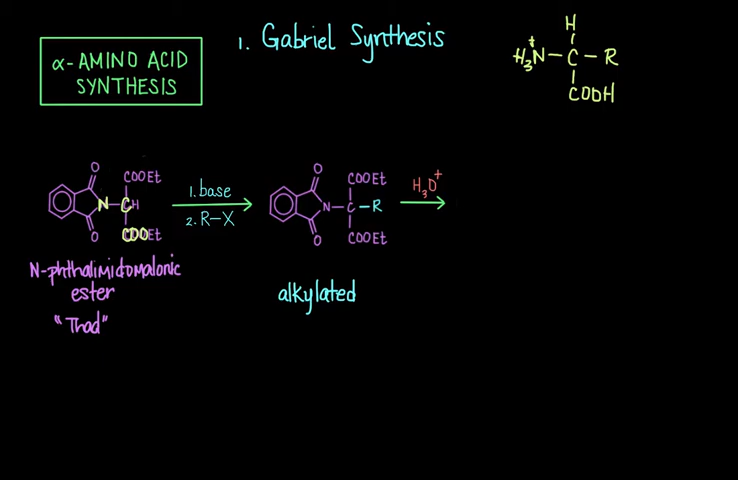 α-AMINO ACID
SYNTHESIS
1. Gabriel Synthesis
H
H₃N⁺ — C — R
COOH
O
COOEt
N — CH
O
COOEt
1. base
2. R—X
O
COOEt
N — C — R
O
COOEt
H₃O⁺
N-phthalimidomalonic
ester
"Thad"
alkylated